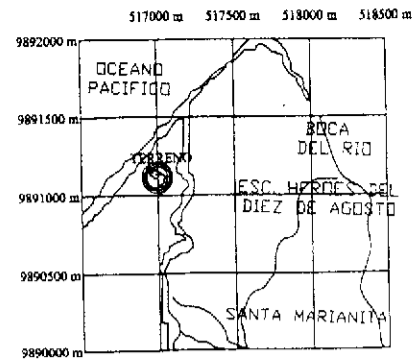 517000 m 517500 m 518000 m 518500 m
9892000 m
OCEANO
PACIFICO
9891500 m
BOCA
DEL RIO
TERRENO
9891000 m
ESC. HEROES DEL
DIEZ DE AGOSTO
9890500 m
SANTA MARIANITA
9890000 m